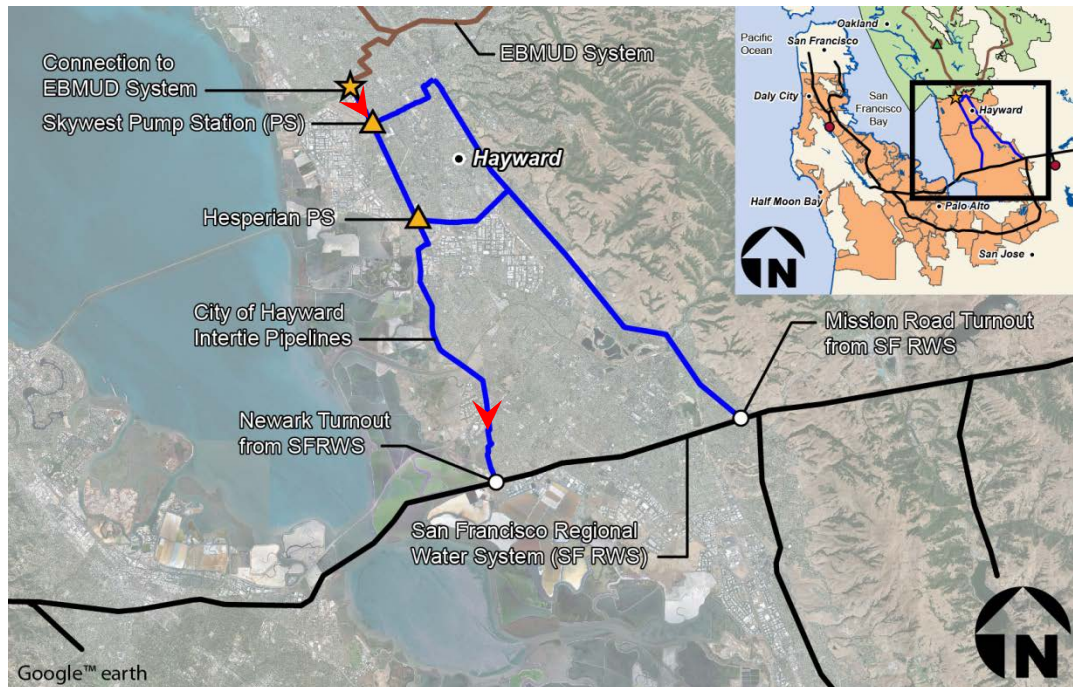 EBMUD System
Connection to
EBMUD System
Skywest Pump Station (PS)
Hayward
Hesperian PS
City of Hayward
Intertie Pipelines
Mission Road Turnout
from SF RWS
Newark Turnout
from SFRWS
San Francisco Regional
Water System (SF RWS)
Google™ earth
N
Pacific
Ocean
Oakland
San Francisco
Daly City
San
Francisco
Bay
Hayward
Half Moon Bay
Palo Alto
San Jose
N